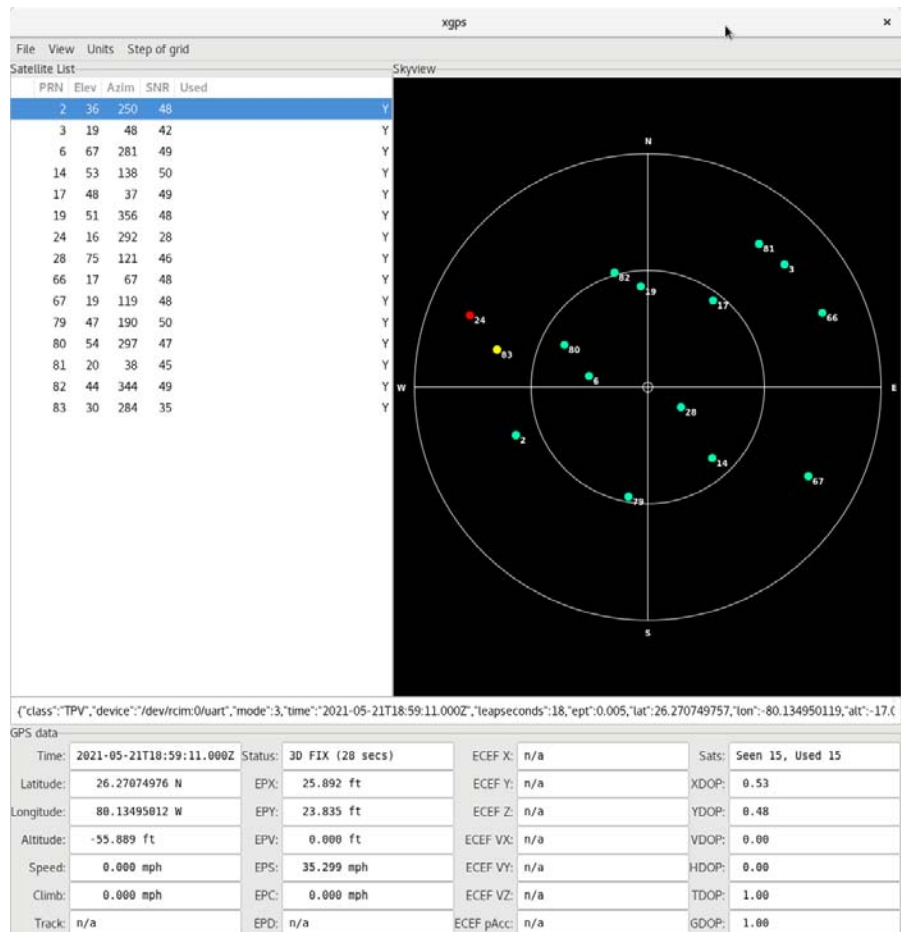 xgps ×
File View Units Step of grid
Satellite List
PRN Elev Azim SNR Used
2 36 250 48 Y
3 19 48 42 Y
6 67 281 49 Y
14 53 138 50 Y
17 48 37 49 Y
19 51 356 48 Y
24 16 292 28 Y
28 75 121 46 Y
66 17 67 48 Y
67 19 119 48 Y
79 47 190 50 Y
80 54 297 47 Y
81 20 38 45 Y
82 44 344 49 Y
83 30 284 35 Y
Skyview
N
81
3
82
19
17
66
24
83
80
6
W
E
28
2
14
67
79
S
{"class":"TPV","device":"/dev/rcim:0/uart","mode":3,"time":"2021-05-21T18:59:11.000Z","leapseconds":18,"ept":0.005,"lat":26.270749757,"lon":-80.134950119,"alt":-17.0
GPS data
Time: 2021-05-21T18:59:11.000Z Status: 3D FIX (28 secs) ECEF X: n/a Sats: Seen 15, Used 15
Latitude: 26.27074976 N EPX: 25.892 ft ECEF Y: n/a XDOP: 0.53
Longitude: 80.13495012 W EPY: 23.835 ft ECEF Z: n/a YDOP: 0.48
Altitude: -55.889 ft EPV: 0.000 ft ECEF VX: n/a VDOP: 0.00
Speed: 0.000 mph EPS: 35.299 mph ECEF VY: n/a HDOP: 0.00
Climb: 0.000 mph EPC: 0.000 mph ECEF VZ: n/a TDOP: 1.00
Track: n/a EPD: n/a ECEF pAcc: n/a GDOP: 1.00